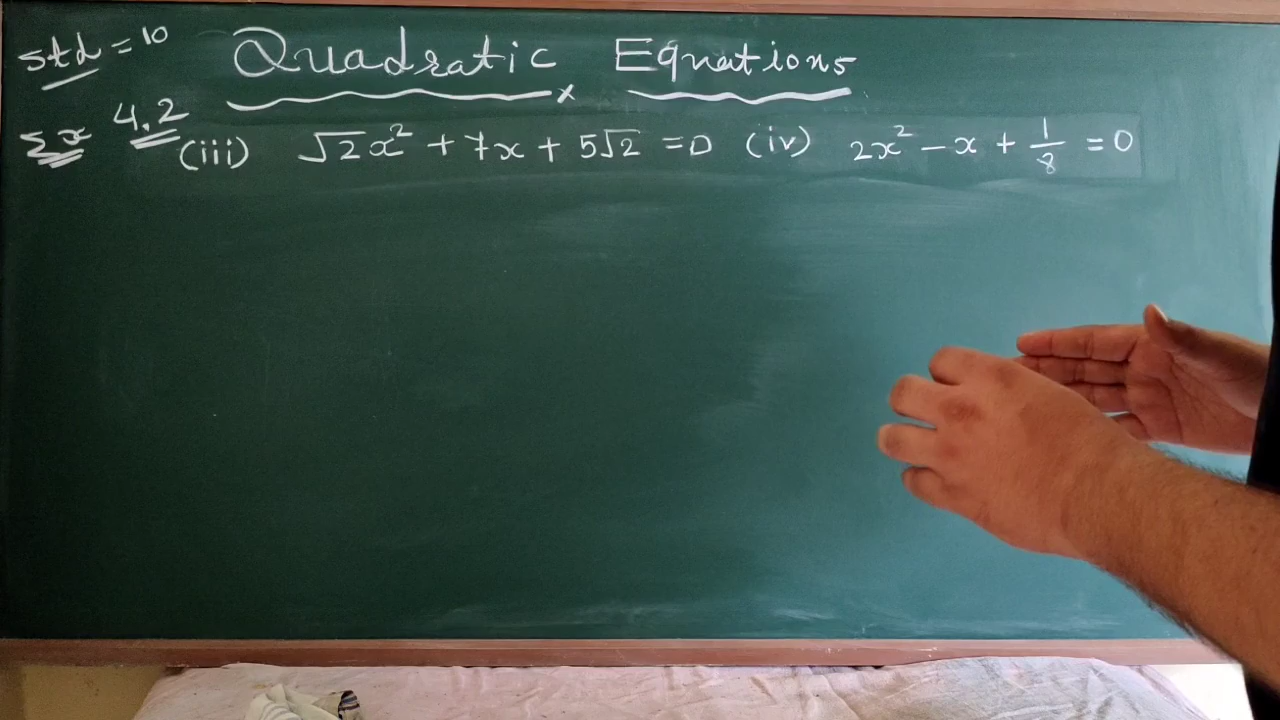 std = 10 Quadratic Equations
Ex 4.2 (iii) √2x² + 7x + 5√2 = 0 (iv) 2x² - x + 1/8 = 0